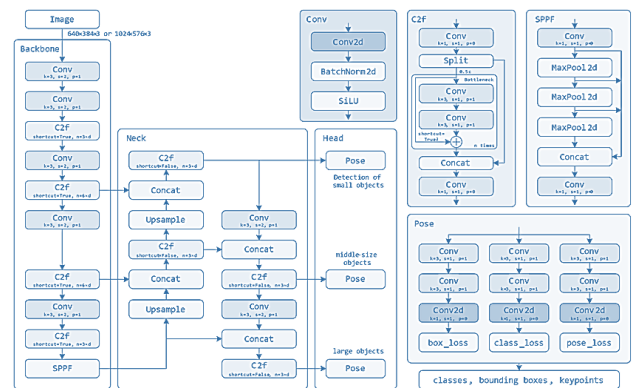 Image
640×384×3 or 1024×576×3
Backbone
Conv
k=3, s=2, p=1
Conv
k=3, s=2, p=1
C2f
shortcut=True, n=3×d
Conv
k=3, s=2, p=1
C2f
shortcut=True, n=6×d
Conv
k=3, s=2, p=1
C2f
shortcut=True, n=6×d
Conv
k=3, s=2, p=1
C2f
shortcut=True, n=3×d
SPPF
Neck
C2f
shortcut=False, n=3×d
Concat
Upsample
C2f
shortcut=False, n=3×d
Concat
Upsample
Conv
k=3, s=2, p=1
Concat
C2f
shortcut=False, n=3×d
Conv
k=3, s=2, p=1
Concat
C2f
shortcut=False, n=3×d
Head
Pose
Detection of
small objects
middle-size
objects
Pose
large objects
Pose
Conv
Conv2d
BatchNorm2d
SiLU
C2f
Conv
k=1, s=1, p=0
Split
0.5c
Bottleneck
Conv
k=3, s=1, p=1
Conv
k=3, s=1, p=1
shortcut=
True?
n times
Concat
Conv
k=1, s=1, p=0
SPPF
Conv
k=1, s=1, p=0
MaxPool2d
MaxPool2d
MaxPool2d
Concat
Conv
k=1, s=1, p=0
Pose
Conv
k=3, s=1, p=1
Conv
k=3, s=1, p=1
Conv2d
k=1, s=1, p=0
box_loss
Conv
k=3, s=1, p=1
Conv
k=3, s=1, p=1
Conv2d
k=1, s=1, p=0
class_loss
Conv
k=3, s=1, p=1
Conv
k=3, s=1, p=1
Conv2d
k=1, s=1, p=0
pose_loss
classes, bounding boxes, keypoints